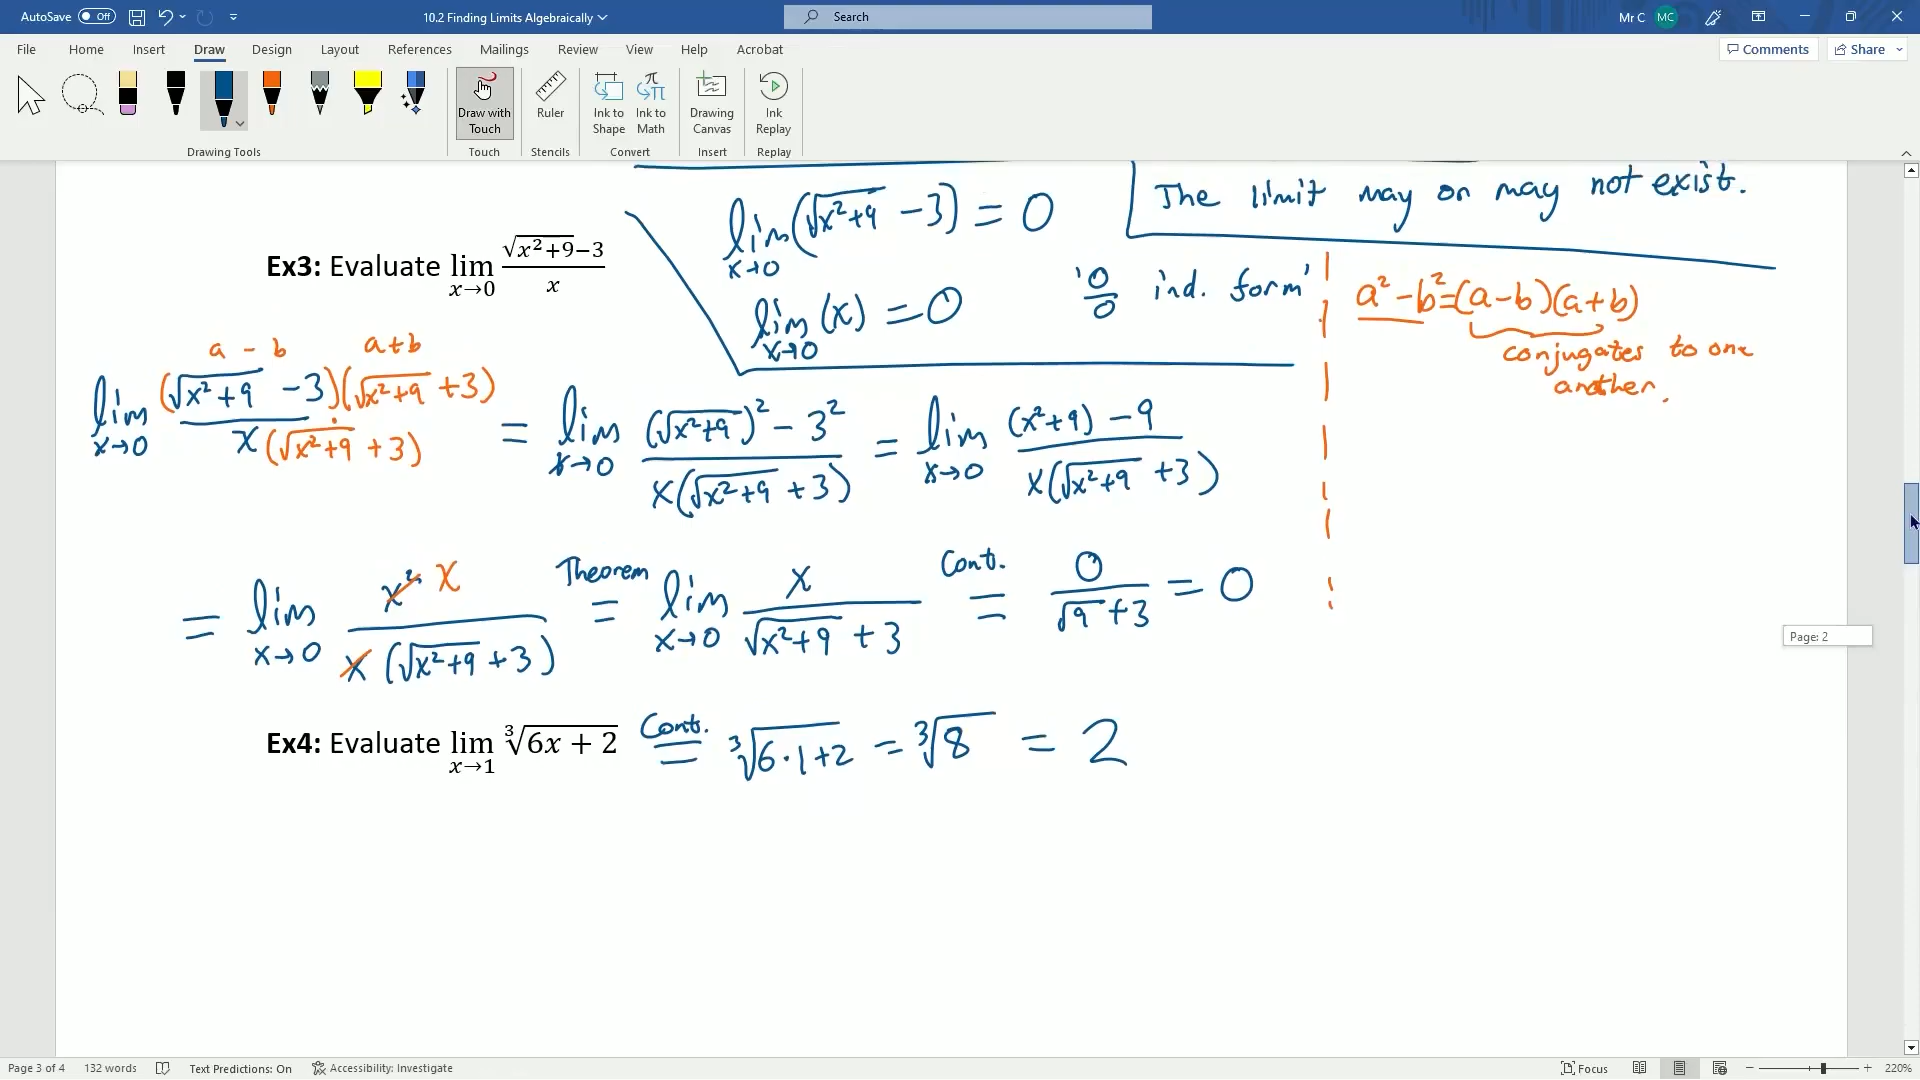 AutoSave Off 10.2 Finding Limits Algebraically Search Mr C MC
File Home Insert Draw Design Layout References Mailings Review View Help Acrobat Comments Share
Draw with Touch Ruler Ink to Shape Ink to Math Drawing Canvas Ink Replay
Drawing Tools Touch Stencils Convert Insert Replay
The limit may or may not exist.
lim x→0 (√(x²+9) − 3) = 0
Ex3: Evaluate lim x→0 (√(x²+9)−3)/x
lim x→0 (x) = 0
'0/0 ind. form'
a² − b² = (a−b)(a+b)
conjugates to one
another.
a − b a+b
lim x→0 (√(x²+9) − 3)(√(x²+9) + 3) / x(√(x²+9) + 3) = lim x→0 ((√(x²+9))² − 3²) / x(√(x²+9) + 3) = lim x→0 ((x²+9) − 9) / x(√(x²+9) + 3)
= lim x→0 x² x / x(√(x²+9) + 3) Theorem = lim x→0 x / (√(x²+9) + 3) Cont. = 0 / (√9 + 3) = 0
Page: 2
Ex4: Evaluate lim x→1 ∛(6x + 2) Cont. = ∛(6·1+2) = ∛8 = 2
Page 3 of 4 132 words Text Predictions: On Accessibility: Investigate Focus 220%